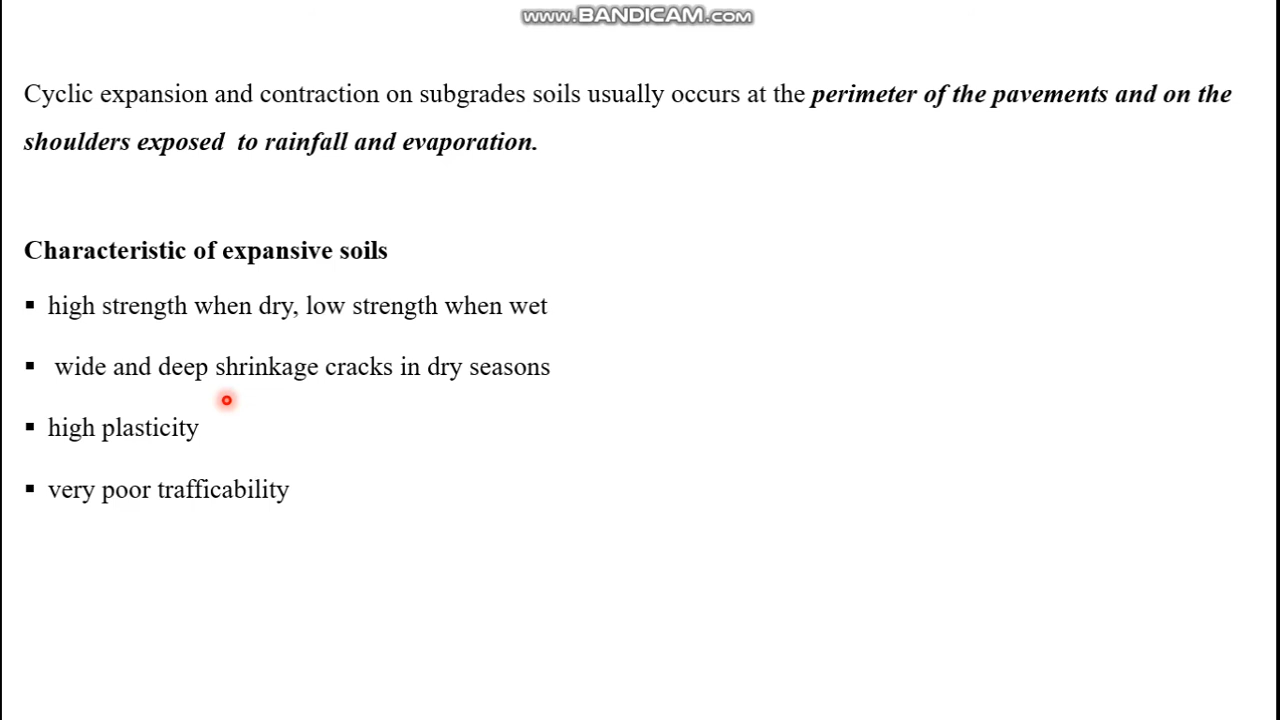 www.BANDICAM.com
Cyclic expansion and contraction on subgrades soils usually occurs at the perimeter of the pavements and on the
shoulders exposed to rainfall and evaporation.
Characteristic of expansive soils
▪ high strength when dry, low strength when wet
▪ wide and deep shrinkage cracks in dry seasons
▪ high plasticity
▪ very poor trafficability